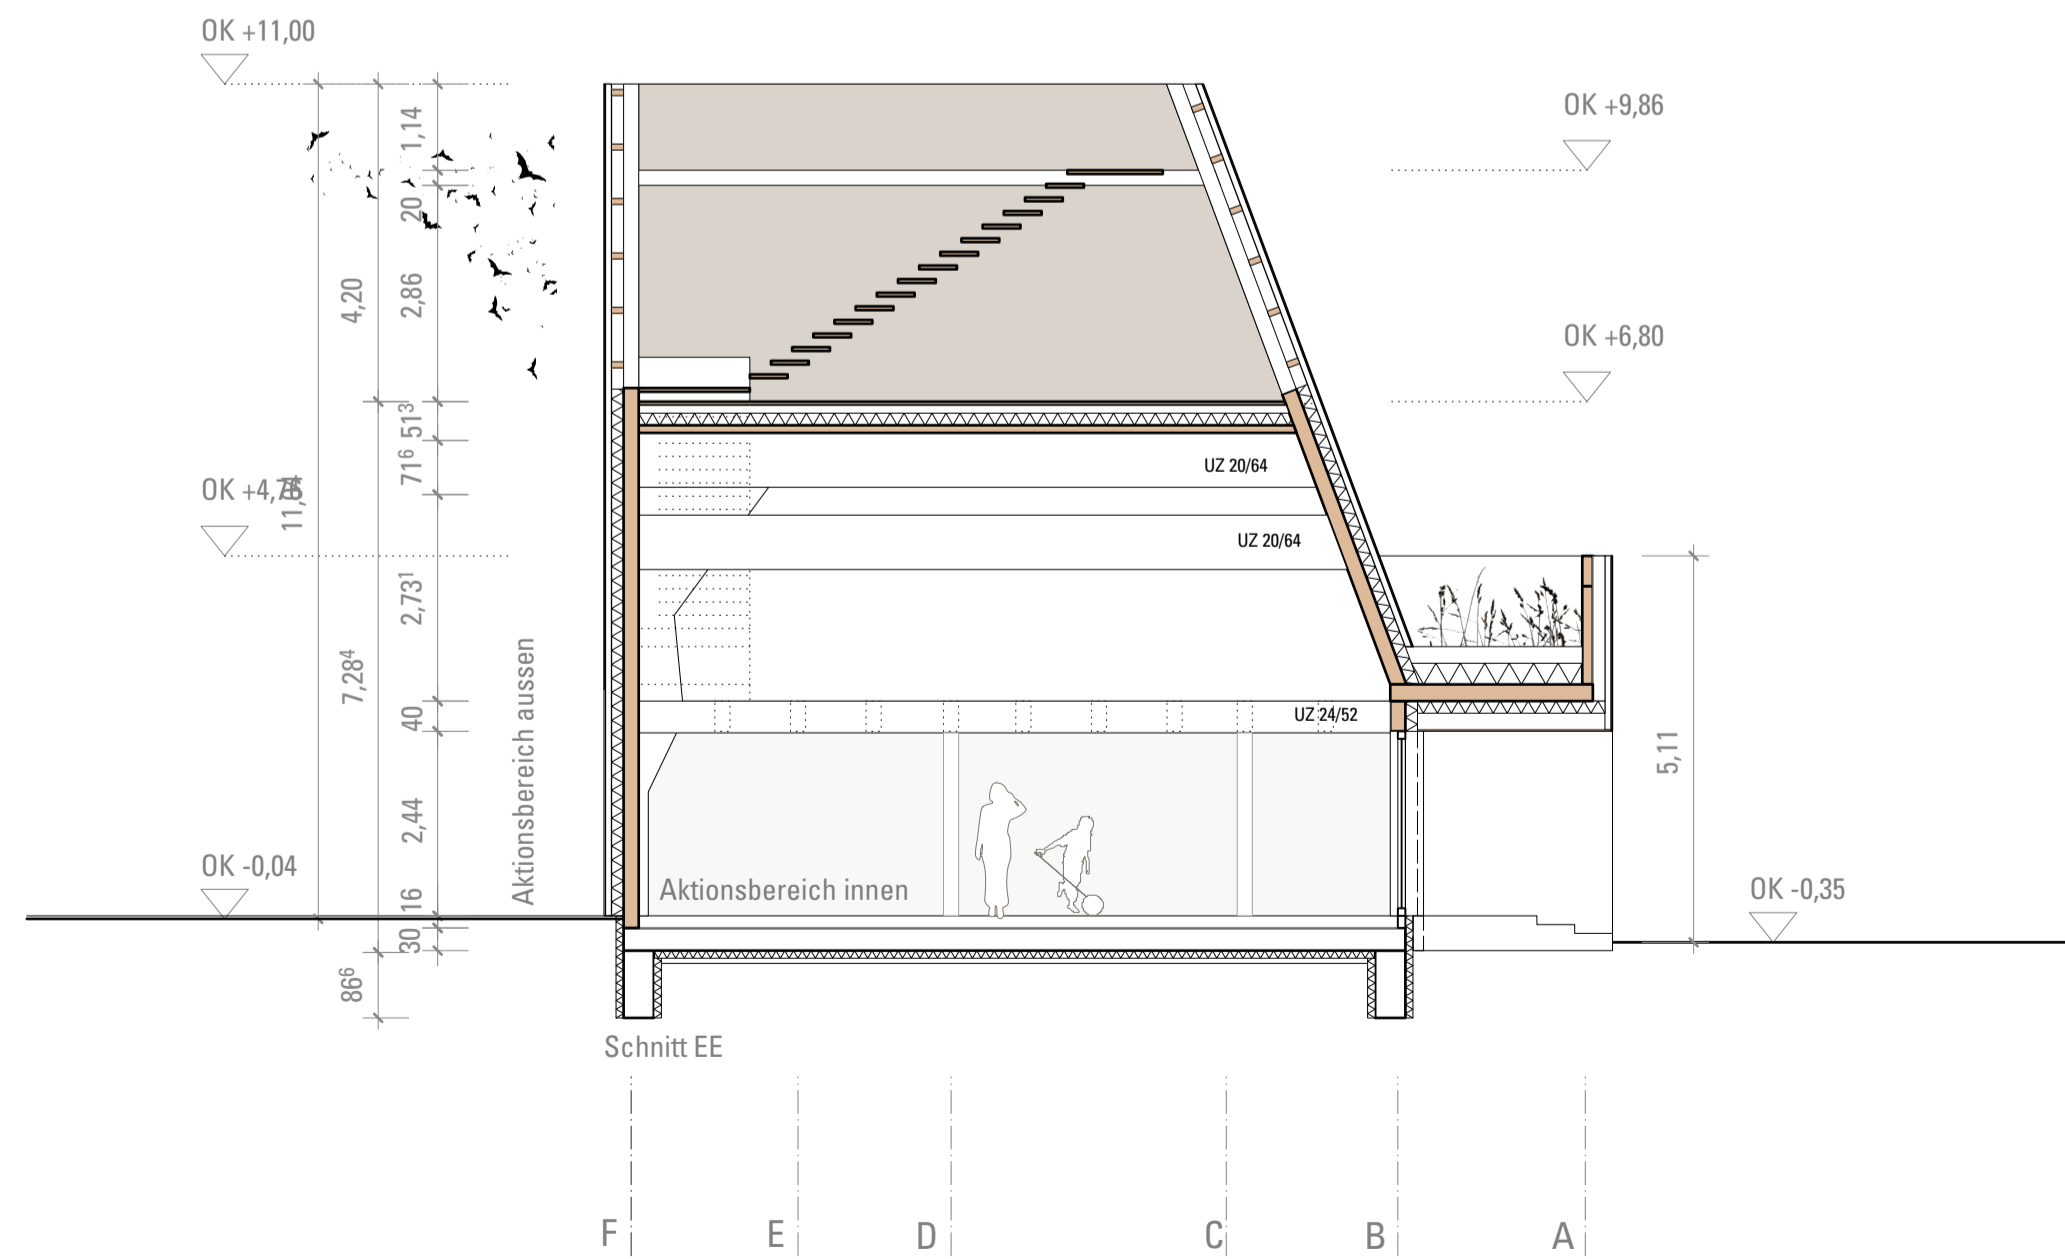 OK +11,00
OK +9,86
1,14
20
4,20
2,86
OK +6,80
51³
71⁶
UZ 20/64
UZ 20/64
2,73¹
7,28⁴
Aktionsbereich aussen
40
UZ 24/52
5,11
2,44
OK -0,04
16
Aktionsbereich innen
OK -0,35
30
86⁶
Schnitt EE
F E D C B A